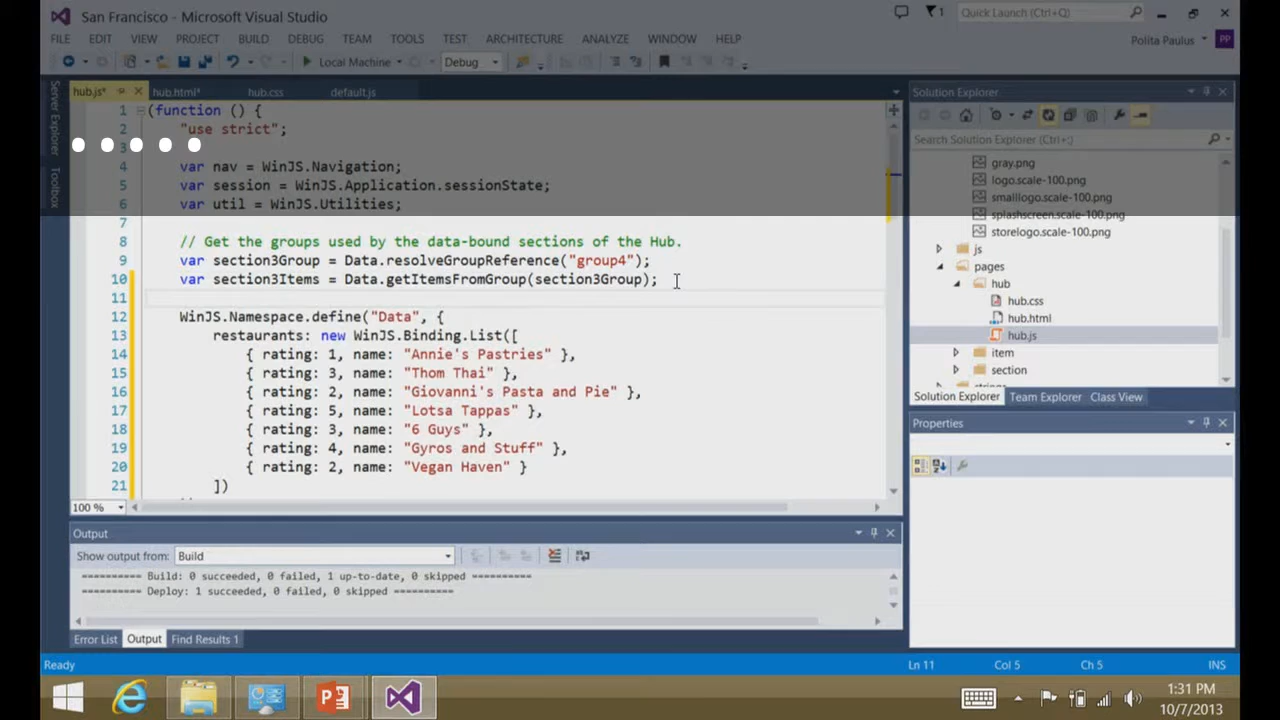 San Francisco - Microsoft Visual Studio
1
Quick Launch (Ctrl+Q)
FILE EDIT VIEW PROJECT BUILD DEBUG TEAM TOOLS TEST ARCHITECTURE ANALYZE WINDOW HELP
Polita Paulus PP
Local Machine Debug
Server Explorer
Toolbox
hub.js* hub.html* hub.css default.js
1 (function () {
2 "use strict";
3
4 var nav = WinJS.Navigation;
5 var session = WinJS.Application.sessionState;
6 var util = WinJS.Utilities;
7
8 // Get the groups used by the data-bound sections of the Hub.
9 var section3Group = Data.resolveGroupReference("group4");
10 var section3Items = Data.getItemsFromGroup(section3Group);
11
12 WinJS.Namespace.define("Data", {
13 restaurants: new WinJS.Binding.List([
14 { rating: 1, name: "Annie's Pastries" },
15 { rating: 3, name: "Thom Thai" },
16 { rating: 2, name: "Giovanni's Pasta and Pie" },
17 { rating: 5, name: "Lotsa Tappas" },
18 { rating: 3, name: "6 Guys" },
19 { rating: 4, name: "Gyros and Stuff" },
20 { rating: 2, name: "Vegan Haven" }
21 ])
100 %
Solution Explorer
Search Solution Explorer (Ctrl+;)
gray.png
logo.scale-100.png
smalllogo.scale-100.png
splashscreen.scale-100.png
storelogo.scale-100.png
js
pages
hub
hub.css
hub.html
hub.js
item
section
Solution Explorer Team Explorer Class View
Properties
Output
Show output from: Build
========== Build: 0 succeeded, 0 failed, 1 up-to-date, 0 skipped ==========
========== Deploy: 1 succeeded, 0 failed, 0 skipped ==========
Error List Output Find Results 1
Ready Ln 11 Col 5 Ch 5 INS
1:31 PM
10/7/2013